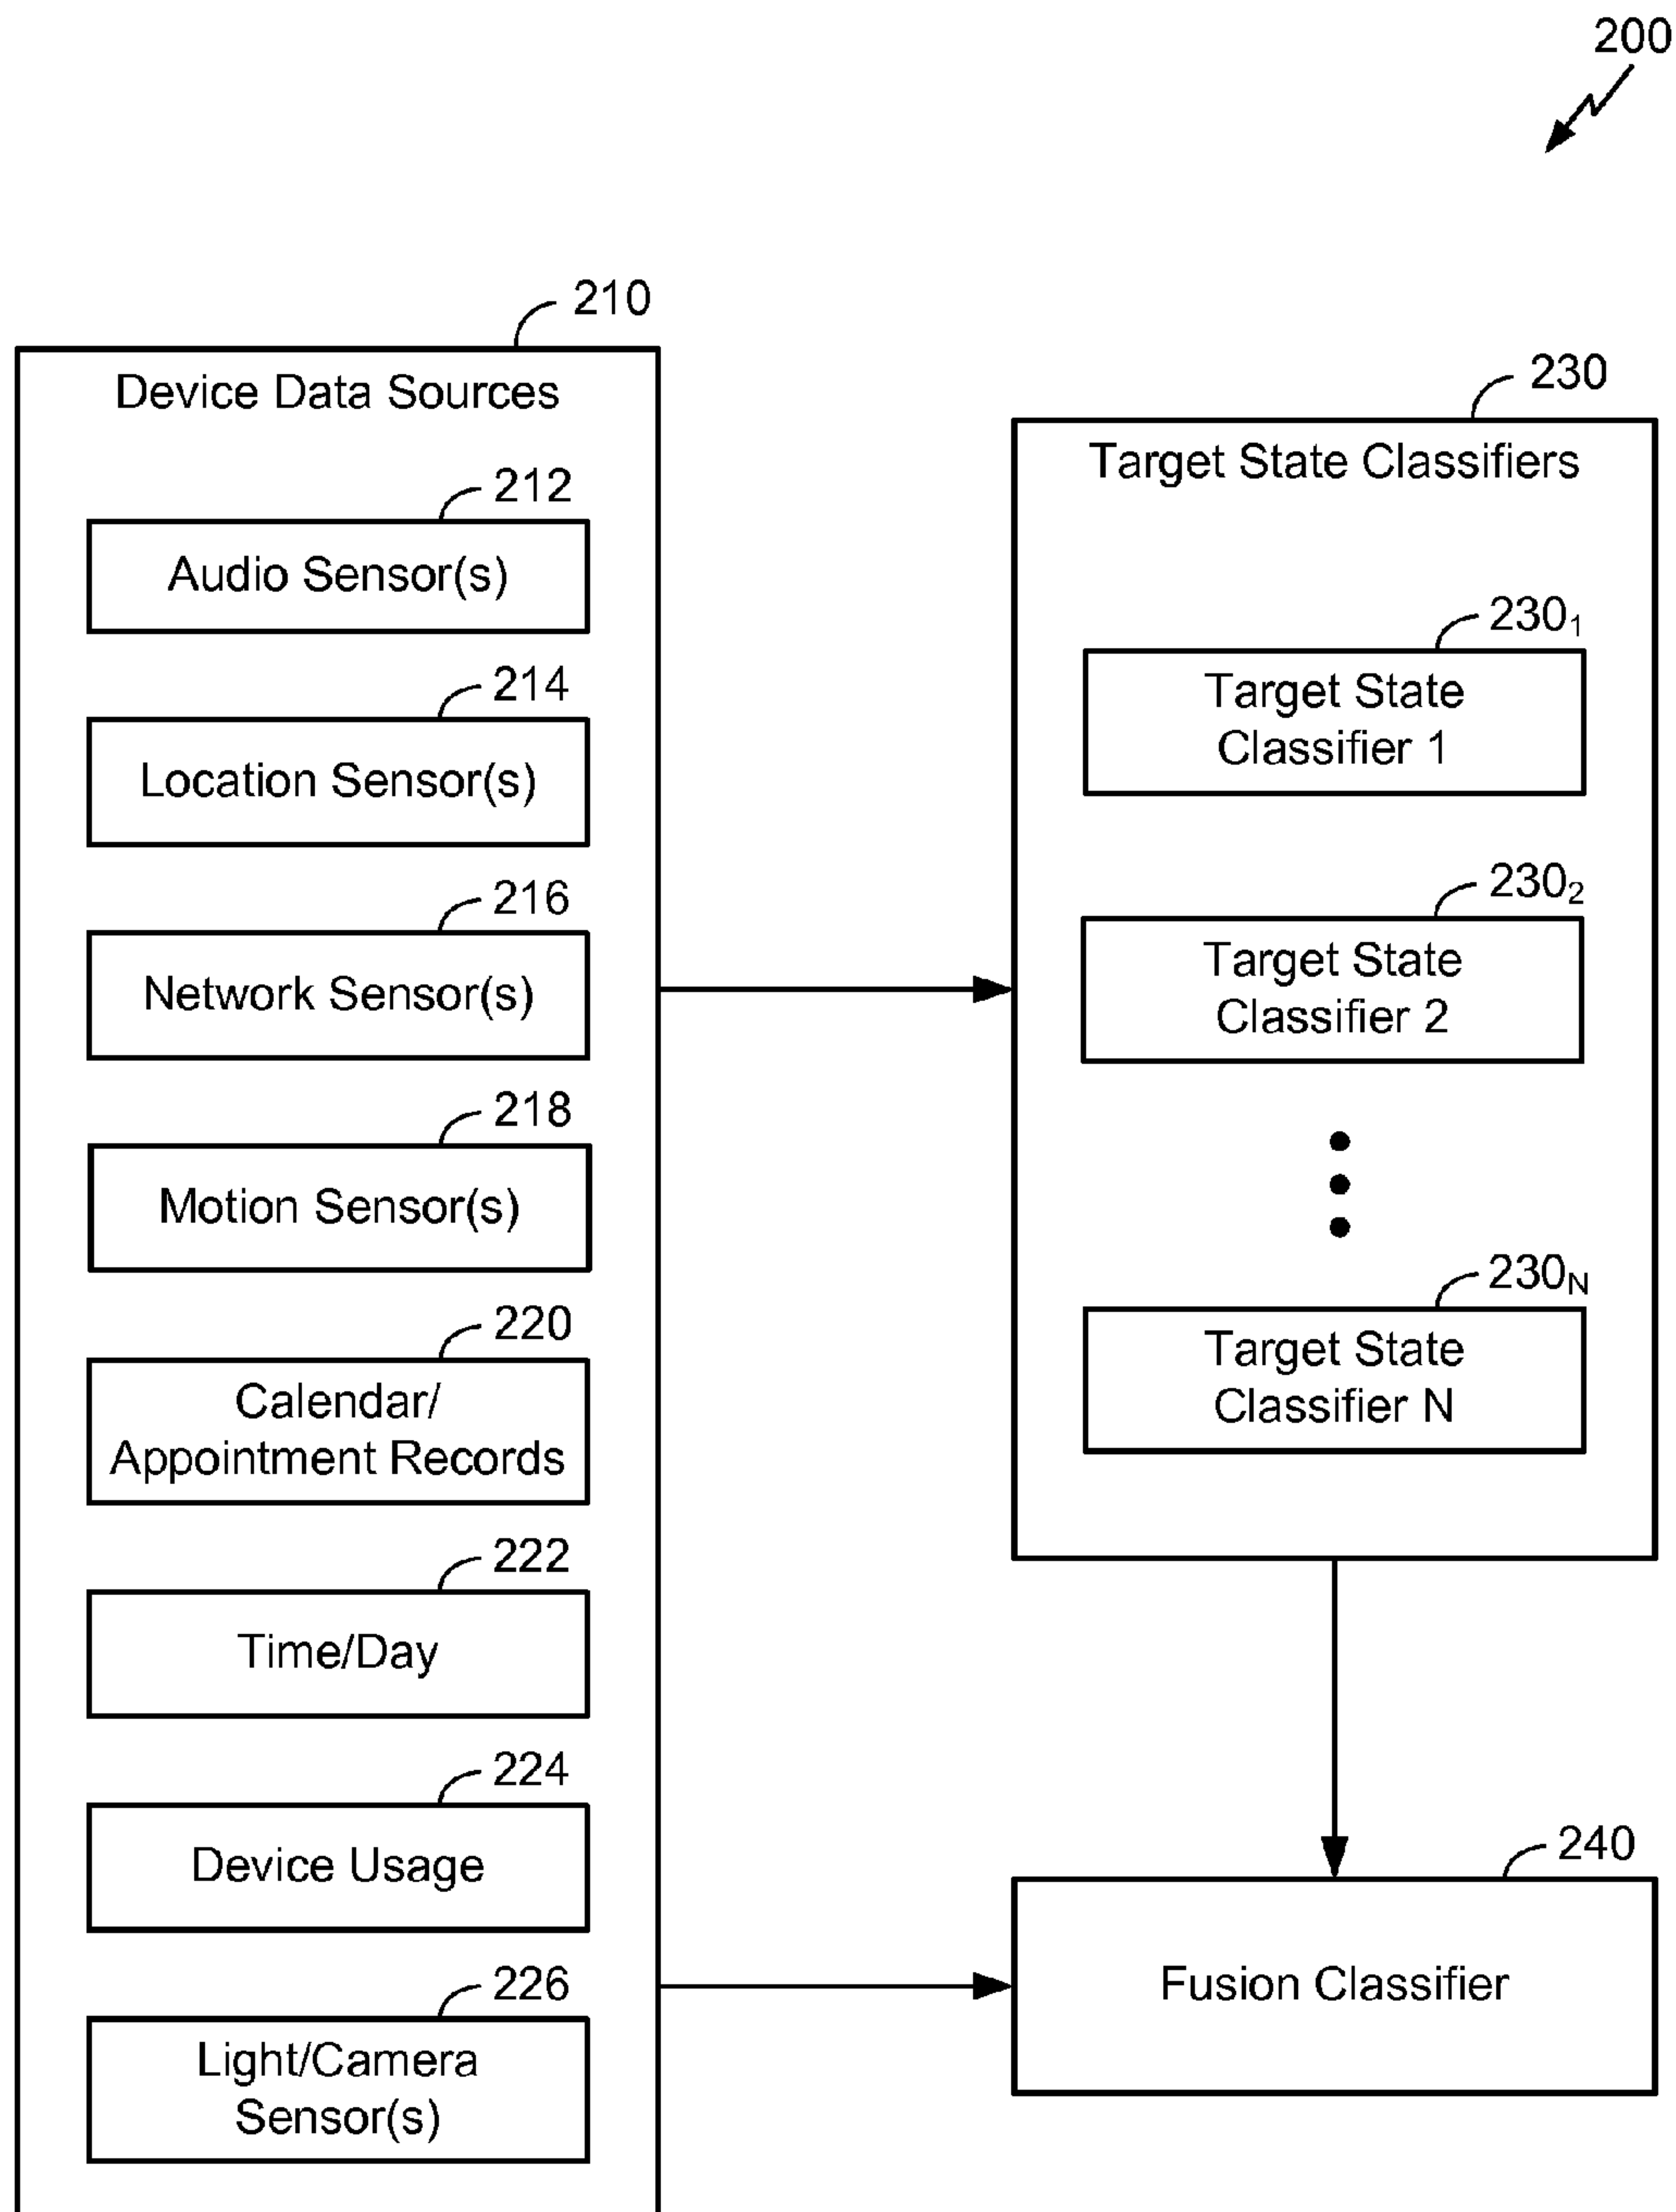 200
210
Device Data Sources
212
Audio Sensor(s)
214
Location Sensor(s)
216
Network Sensor(s)
218
Motion Sensor(s)
220
Calendar/
Appointment Records
222
Time/Day
224
Device Usage
226
Light/Camera
Sensor(s)
230
Target State Classifiers
230₁
Target State
Classifier 1
230₂
Target State
Classifier 2
230_N
Target State
Classifier N
240
Fusion Classifier